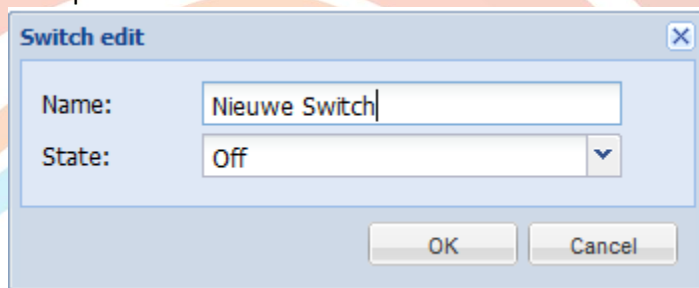 Switch edit
Name: Nieuwe Switch
State: Off
OK Cancel